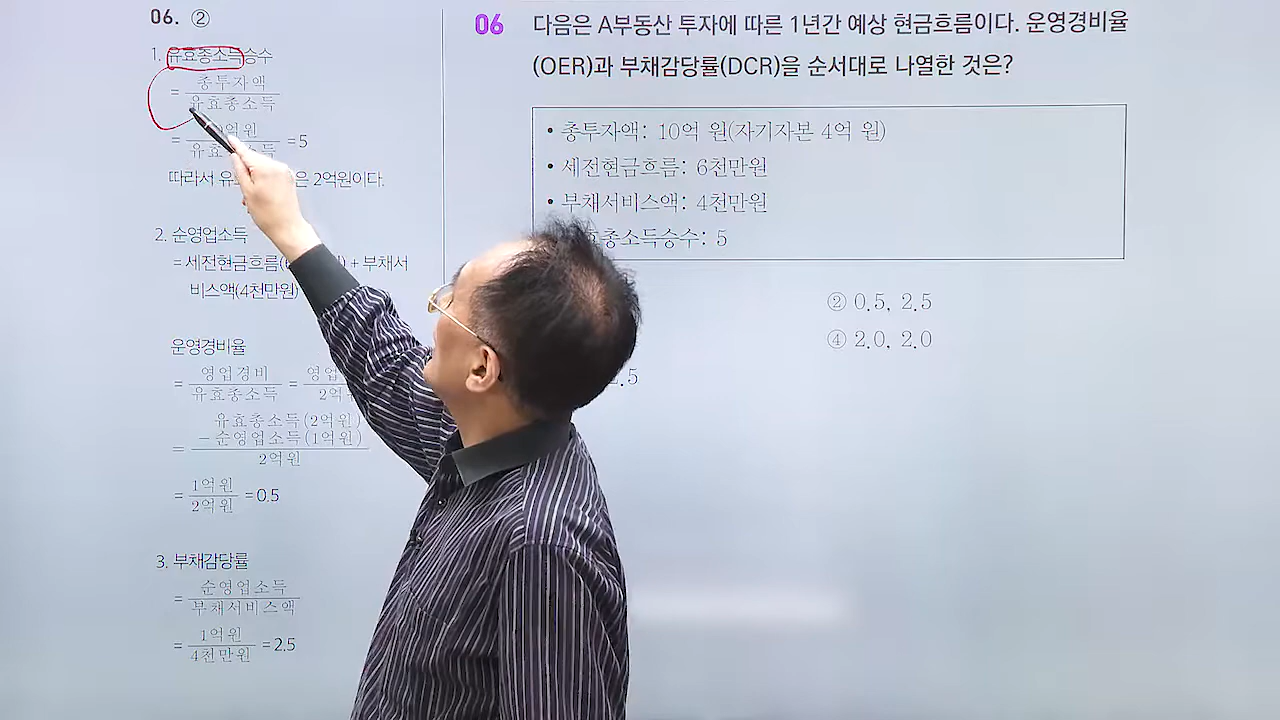 06. ②
1. 유효총소득승수
= 총투자액
유효총소득
= 억원 = 5
따라서 은 2억원이다.
2. 순영업소득
= 세전현금흐름( ) + 부채서
비스액(4천만원)
운영경비율
= 영업경비 =
유효총소득
유효총소득(2억원)
= －순영업소득(1억원)
2억원
= 1억원 = 0.5
2억원
3. 부채감당률
= 순영업소득
부채서비스액
= 1억원 = 2.5
4천만원
06 다음은 A부동산 투자에 따른 1년간 예상 현금흐름이다. 운영경비율
(OER)과 부채감당률(DCR)을 순서대로 나열한 것은?
• 총투자액: 10억 원(자기자본 4억 원)
• 세전현금흐름: 6천만원
• 부채서비스액: 4천만원
총소득승수: 5
② 0.5, 2.5
④ 2.0, 2.0
.5